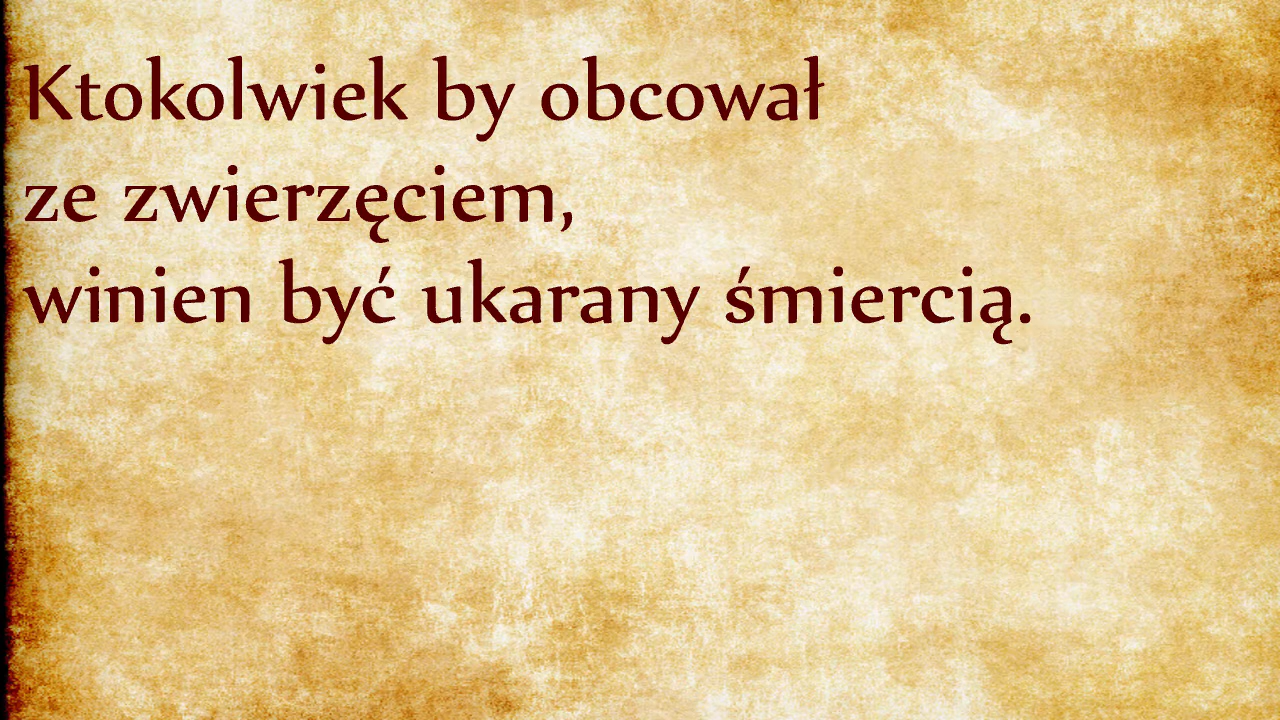 Ktokolwiek by obcował
ze zwierzęciem,
winien być ukarany śmiercią.